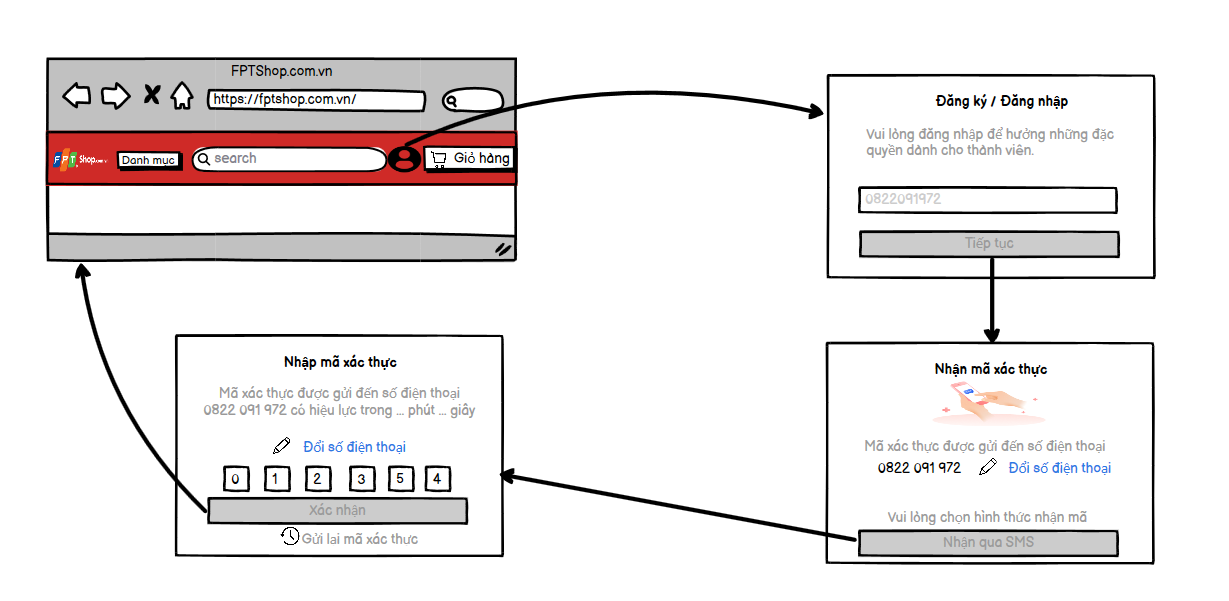 FPTShop.com.vn
https://fptshop.com.vn/
FPT Shop.com.vn
Danh mục
search
Giỏ hàng
Đăng ký / Đăng nhập
Vui lòng đăng nhập để hưởng những đặc
quyền dành cho thành viên.
0822091972
Tiếp tục
Nhận mã xác thực
Mã xác thực được gửi đến số điện thoại
0822 091 972
Đổi số điện thoại
Vui lòng chọn hình thức nhận mã
Nhận qua SMS
Nhập mã xác thực
Mã xác thực được gửi đến số điện thoại
0822 091 972 có hiệu lực trong ... phút ... giây
Đổi số điện thoại
0 1 2 3 5 4
Xác nhận
Gửi lại mã xác thực